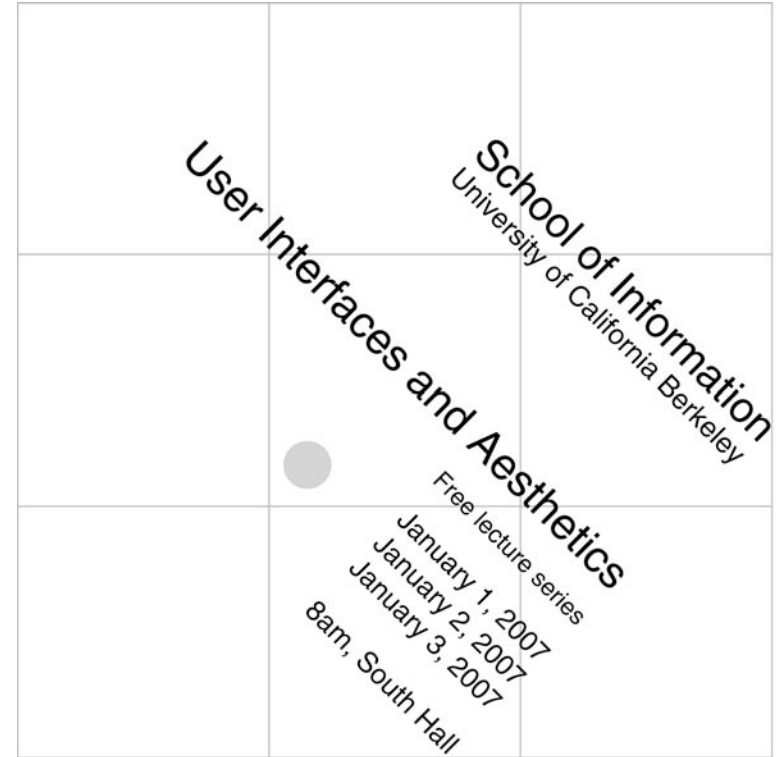 School of Information
University of California Berkeley
User Interfaces and Aesthetics
Free lecture series
January 1, 2007
January 2, 2007
January 3, 2007
8am, South Hall